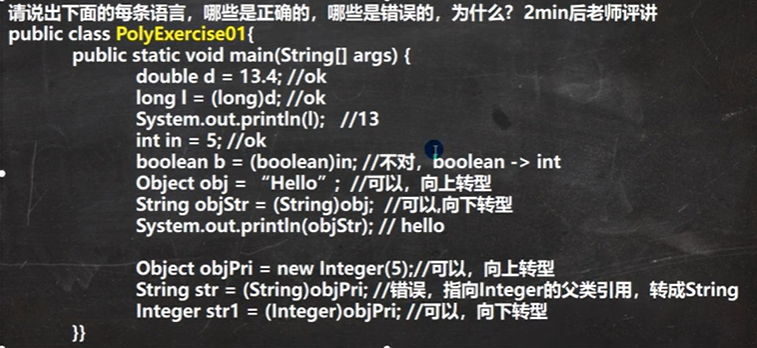 请说出下面的每条语言，哪些是正确的，哪些是错误的，为什么？2min后老师评讲
public class PolyExercise01{
public static void main(String[] args) {
double d = 13.4; //ok
long l = (long)d; //ok
System.out.println(l); //13
int in = 5; //ok
boolean b = (boolean)in; //不对，boolean -> int
Object obj = “Hello”; //可以，向上转型
String objStr = (String)obj; //可以,向下转型
System.out.println(objStr); // hello
Object objPri = new Integer(5);//可以，向上转型
String str = (String)objPri; //错误，指向Integer的父类引用，转成String
Integer str1 = (Integer)objPri; //可以，向下转型
}}